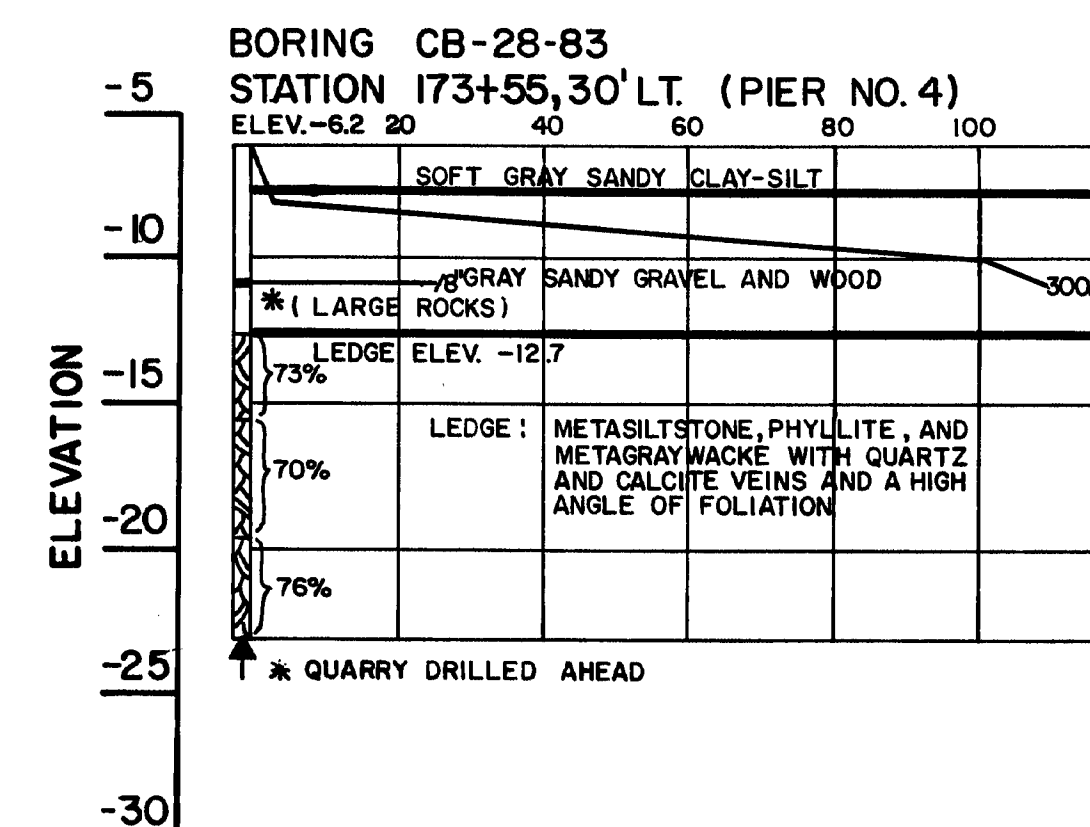 BORING CB-28-83
-5
STATION 173+55, 30' LT. (PIER NO. 4)
ELEV.-6.2 20 40 60 80 100
SOFT GRAY SANDY CLAY-SILT
-10
/8" GRAY SANDY GRAVEL AND WOOD
300
* ( LARGE ROCKS )
LEDGE ELEV. -12.7
-15
73%
ELEVATION
LEDGE: METASILTSTONE, PHYLLITE, AND
METAGRAYWACKE WITH QUARTZ
70%
AND CALCITE VEINS AND A HIGH
ANGLE OF FOLIATION
-20
76%
-25
* QUARRY DRILLED AHEAD
-30